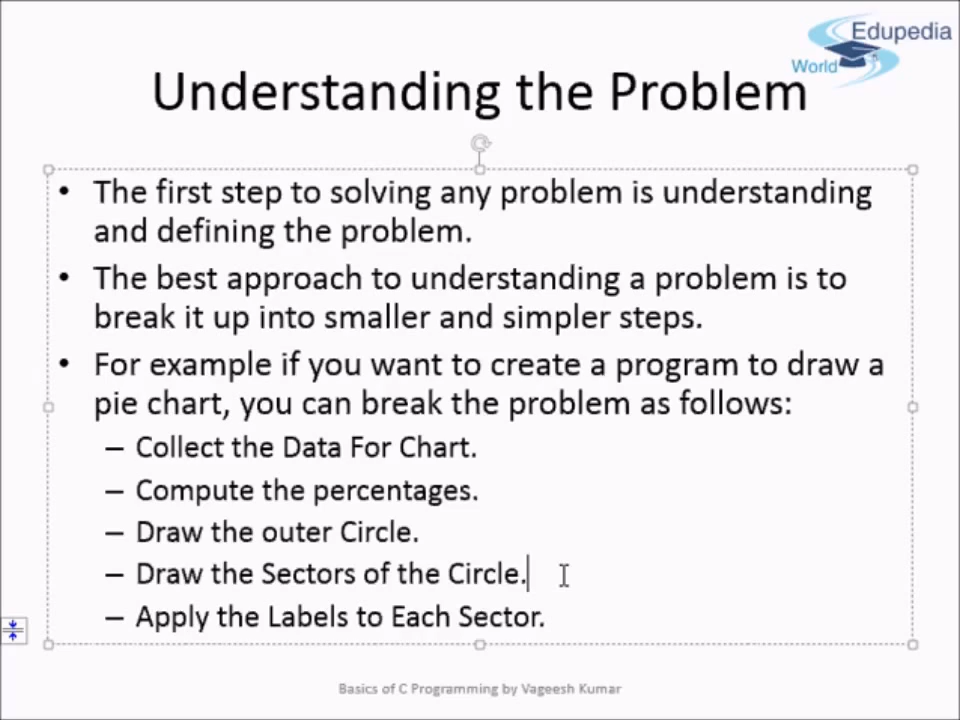 Edupedia
World
Understanding the Problem
• The first step to solving any problem is understanding
and defining the problem.
• The best approach to understanding a problem is to
break it up into smaller and simpler steps.
• For example if you want to create a program to draw a
pie chart, you can break the problem as follows:
– Collect the Data For Chart.
– Compute the percentages.
– Draw the outer Circle.
– Draw the Sectors of the Circle.
– Apply the Labels to Each Sector.
Basics of C Programming by Vageesh Kumar